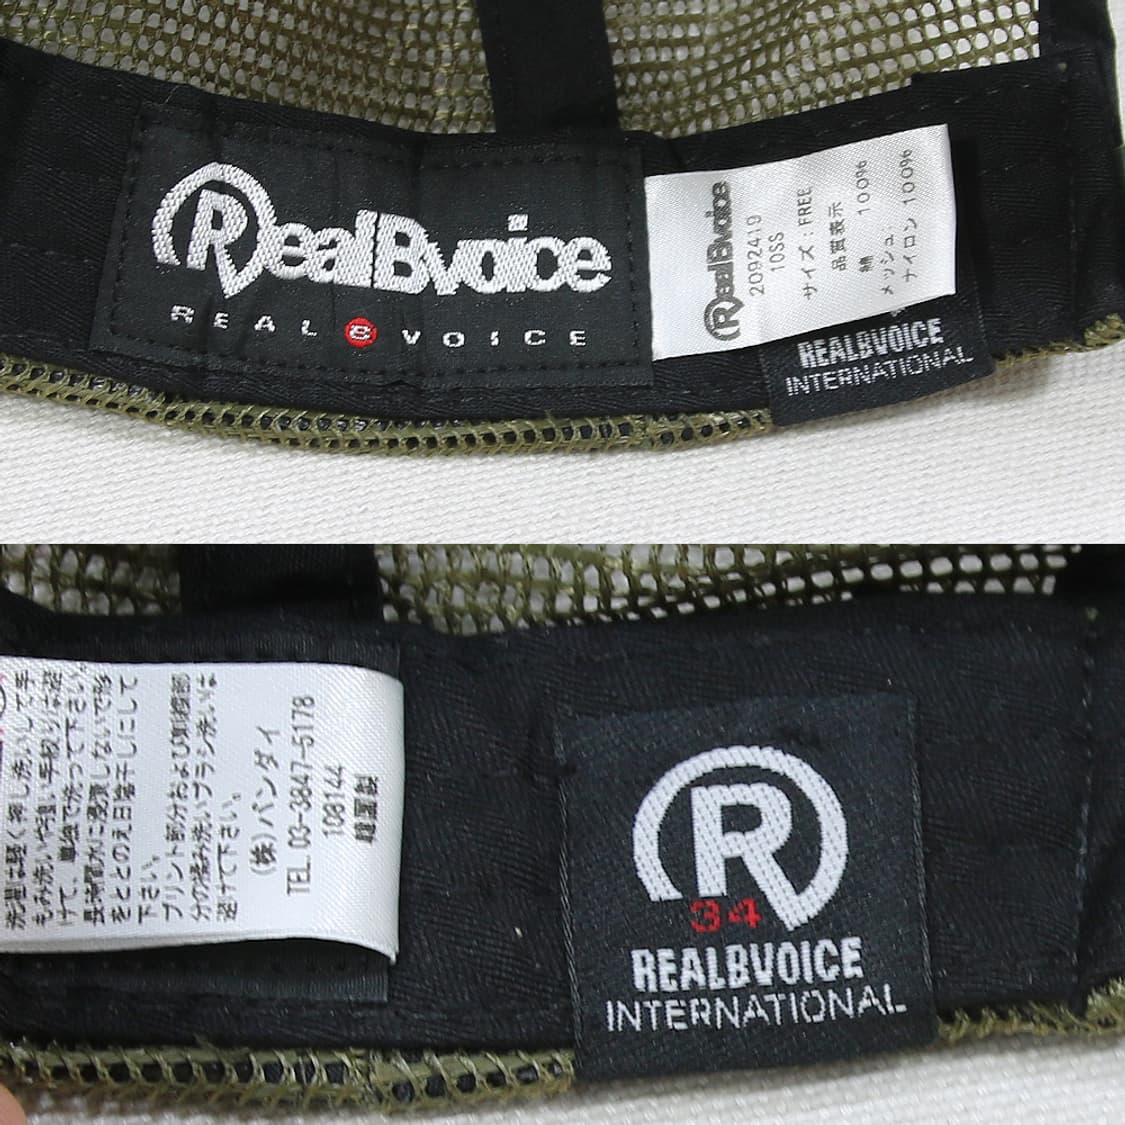 RealBvoice
REAL B VOICE
RealBvoice
2092419
10SS
サイズ : FREE
品質表示
綿 100%
メッシュ
ナイロン 100%
REALBVOICE
INTERNATIONAL
洗濯は軽く押し洗いして手
もみ洗いや強い手絞りは避
けて、単独で洗って下さい。
長時間水に浸漬しないで形
をととのえ日陰干しにして
下さい。
プリント部分および刺繍部
分の揉み洗いブラシ洗いは
避けて下さい。
(株)バンダイ
TEL 03-3847-5178
108144
韓国製
R
34
REALBVOICE
INTERNATIONAL